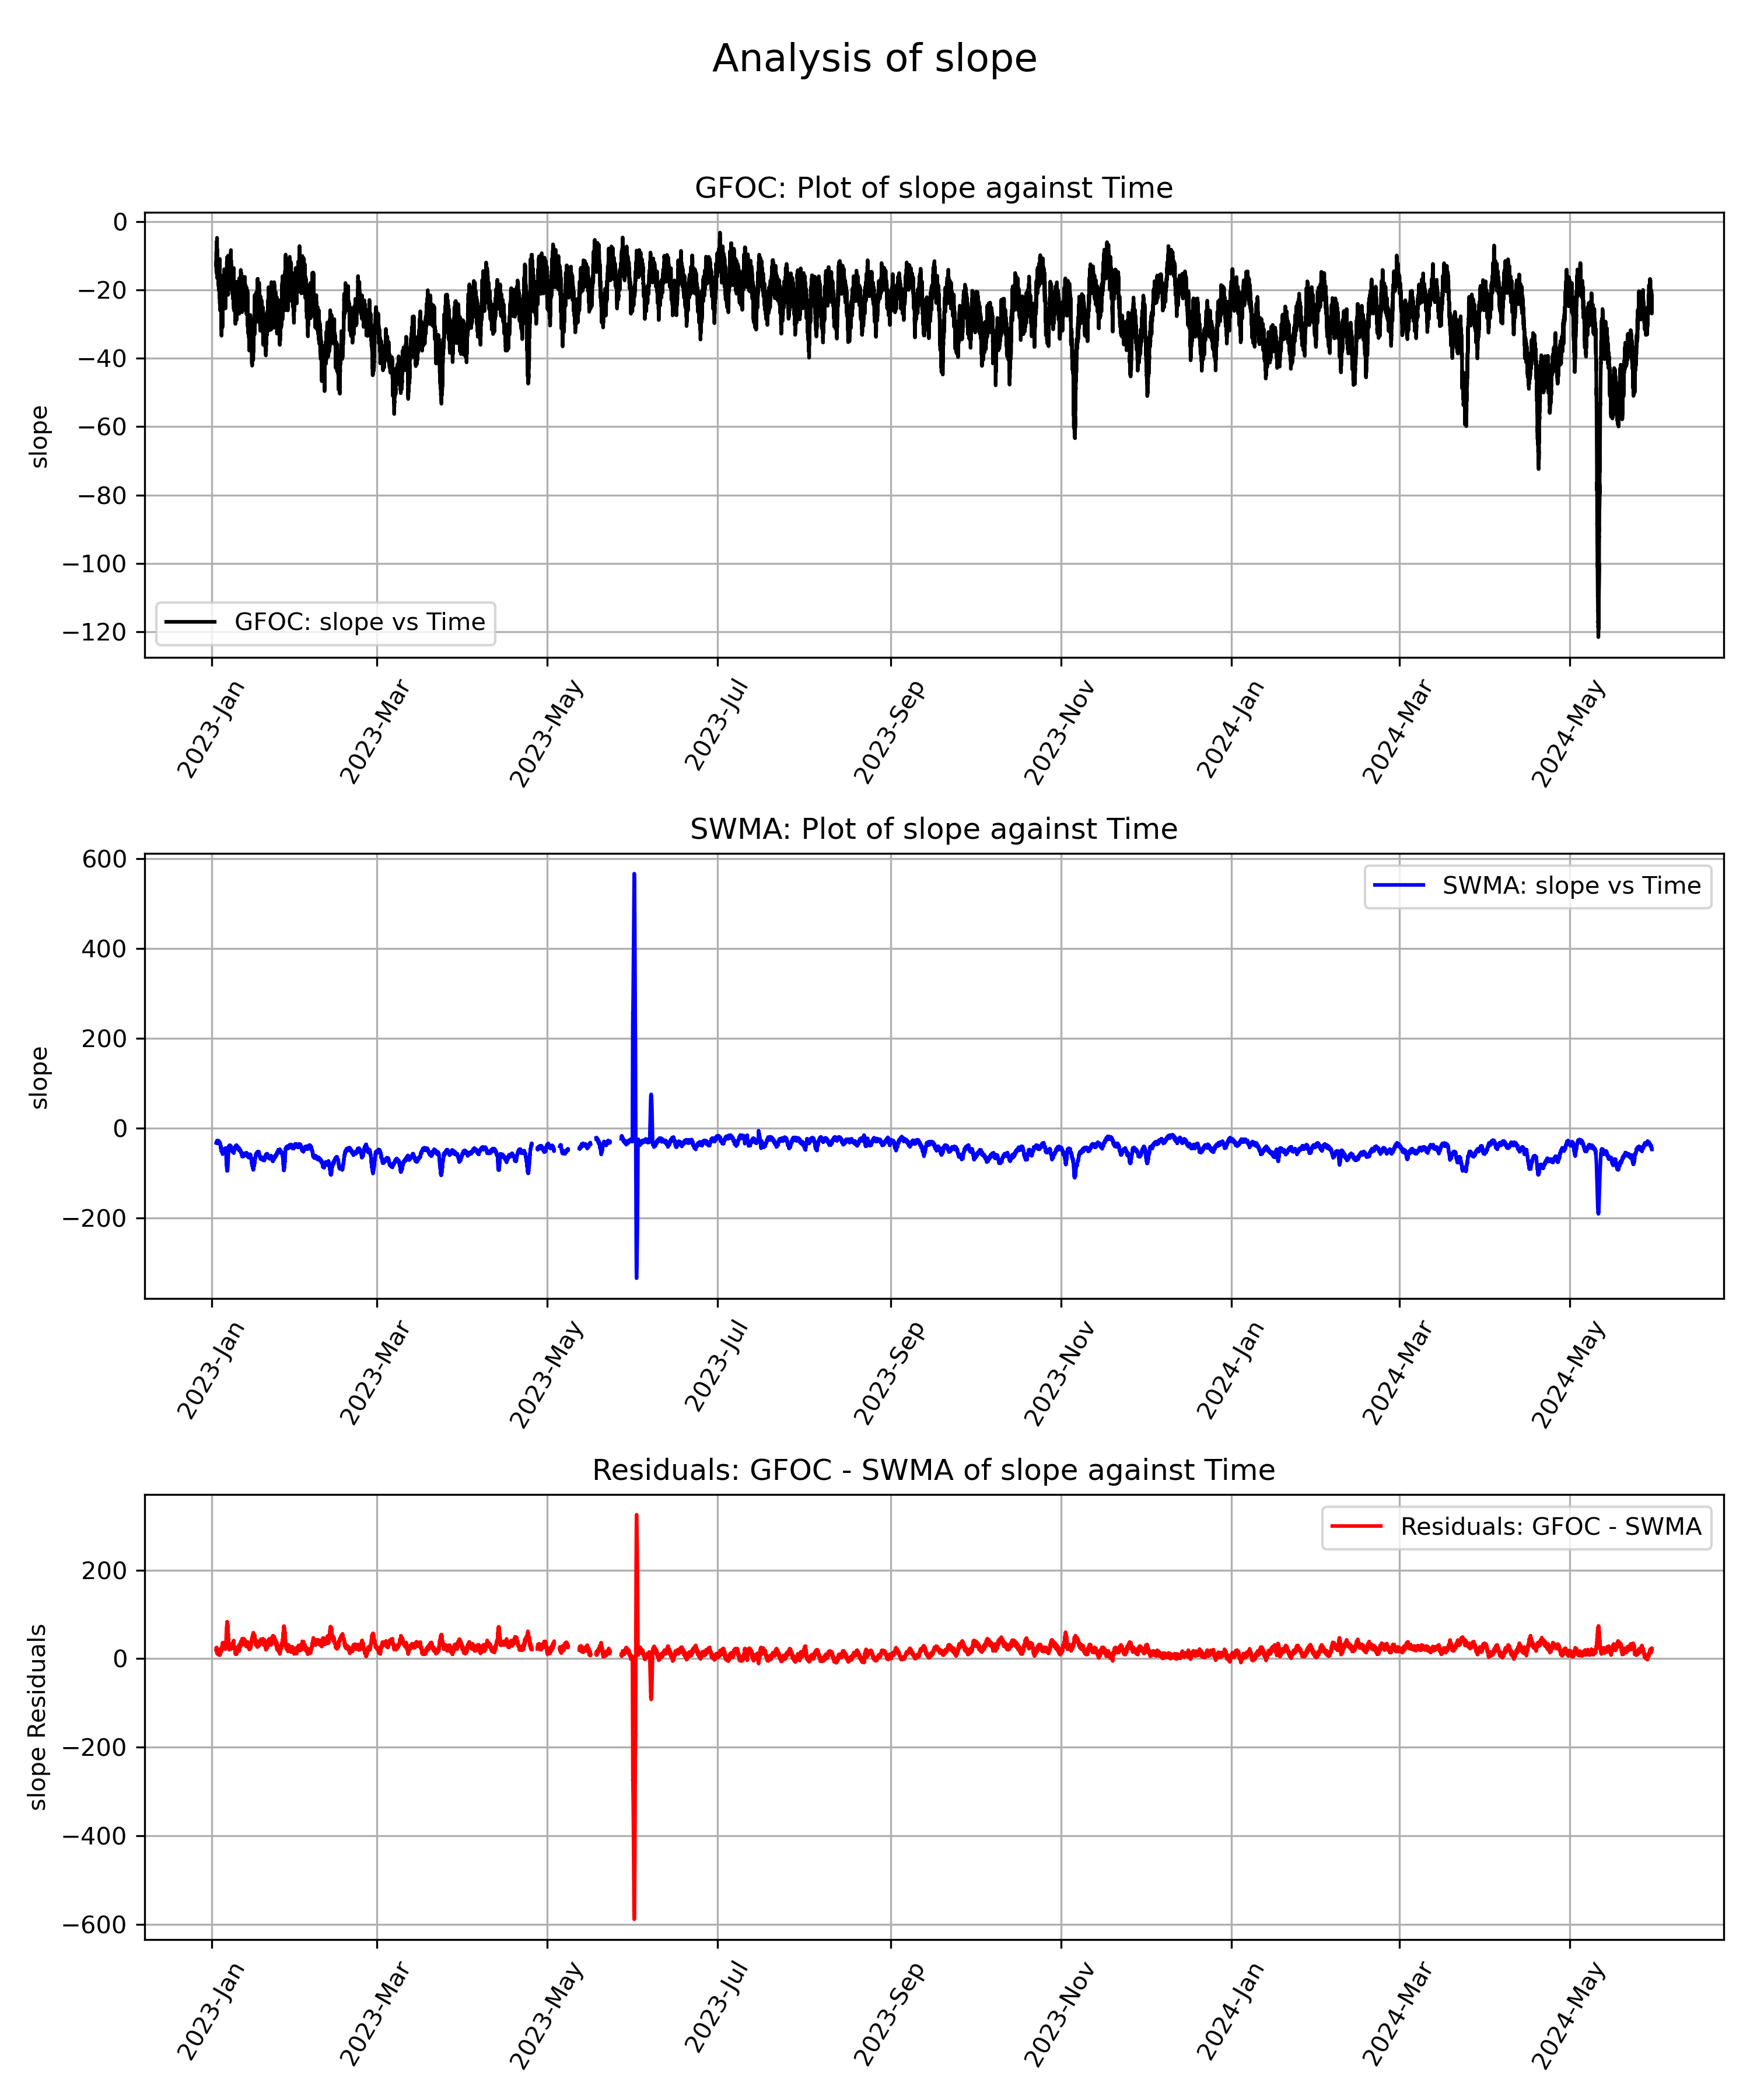 Analysis of slope
GFOC: Plot of slope against Time
0
−20
−40
−60
−80
−100
−120
slope
GFOC: slope vs Time
2023-Jan
2023-Mar
2023-May
2023-Jul
2023-Sep
2023-Nov
2024-Jan
2024-Mar
2024-May
SWMA: Plot of slope against Time
600
400
200
0
−200
slope
SWMA: slope vs Time
2023-Jan
2023-Mar
2023-May
2023-Jul
2023-Sep
2023-Nov
2024-Jan
2024-Mar
2024-May
Residuals: GFOC - SWMA of slope against Time
200
0
−200
−400
−600
slope Residuals
Residuals: GFOC - SWMA
2023-Jan
2023-Mar
2023-May
2023-Jul
2023-Sep
2023-Nov
2024-Jan
2024-Mar
2024-May